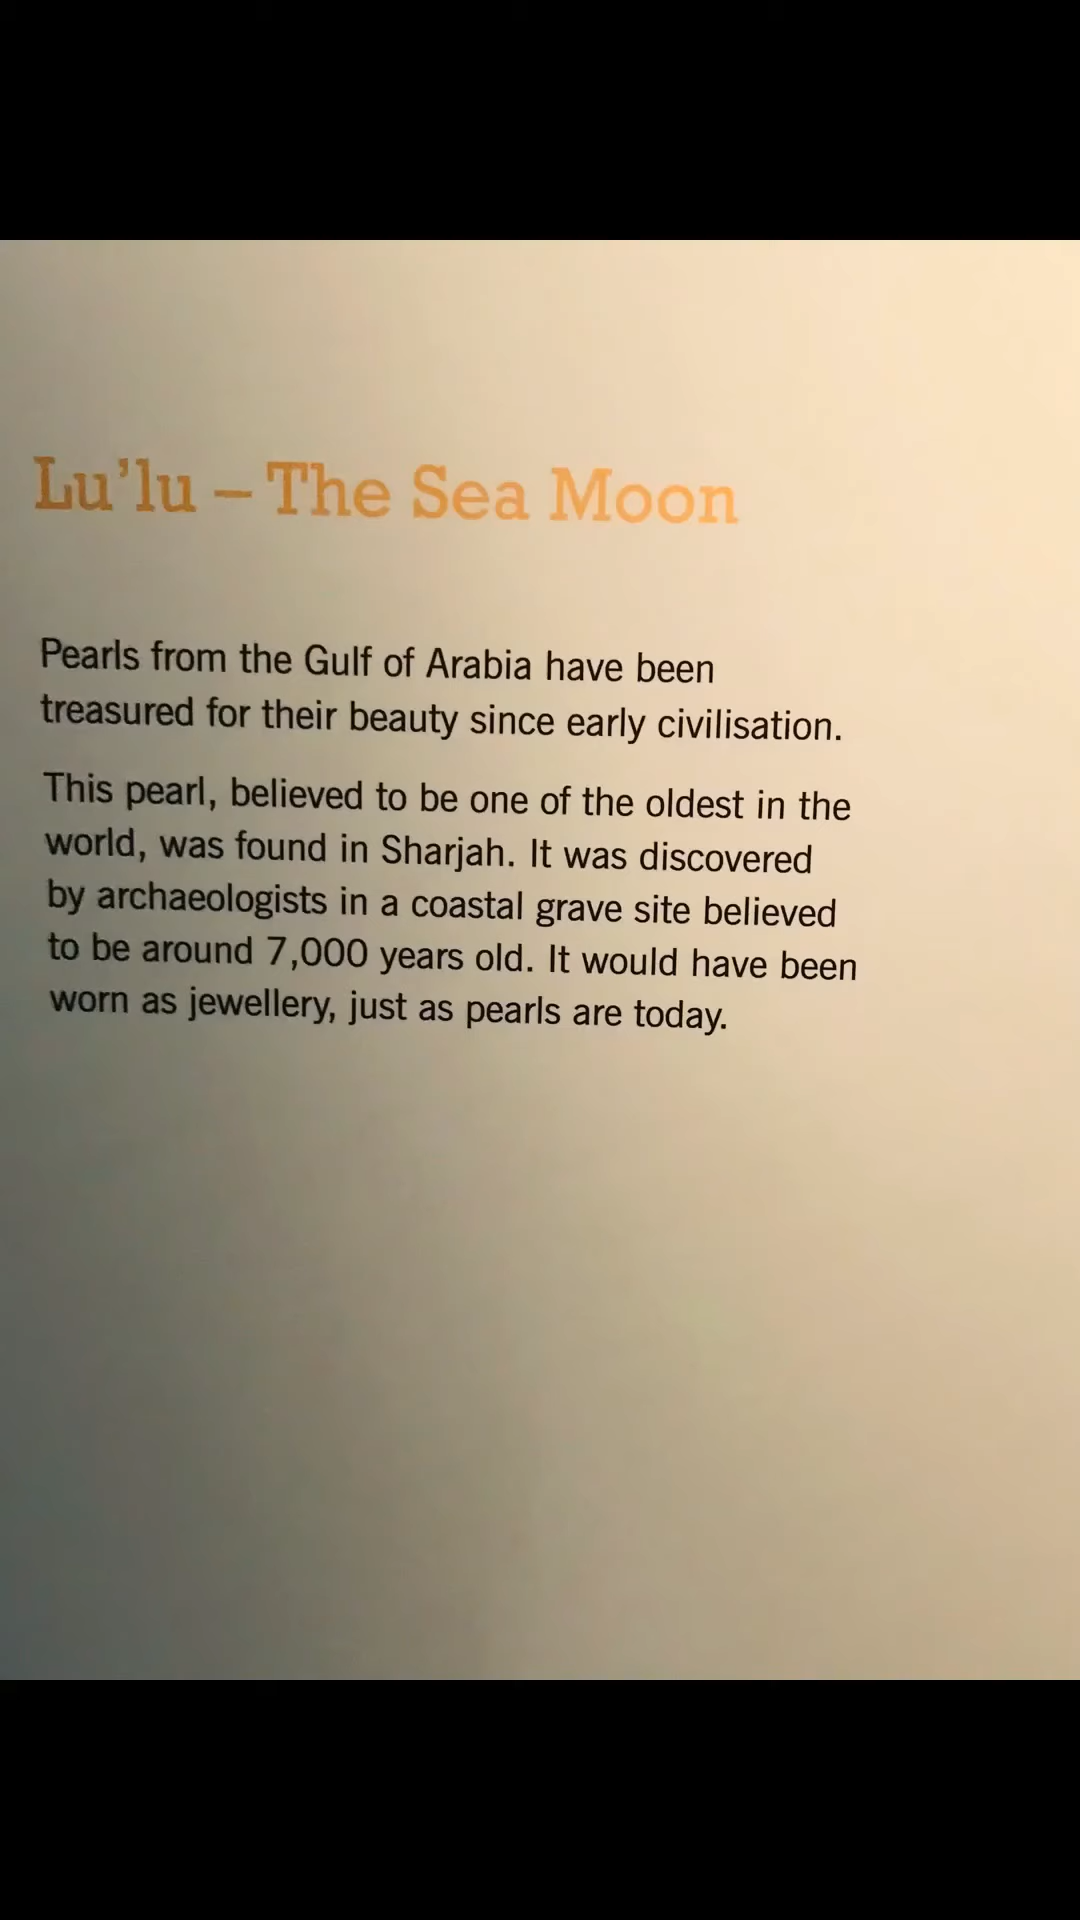 Lu’lu – The Sea Moon
Pearls from the Gulf of Arabia have been
treasured for their beauty since early civilisation.
This pearl, believed to be one of the oldest in the
world, was found in Sharjah. It was discovered
by archaeologists in a coastal grave site believed
to be around 7,000 years old. It would have been
worn as jewellery, just as pearls are today.